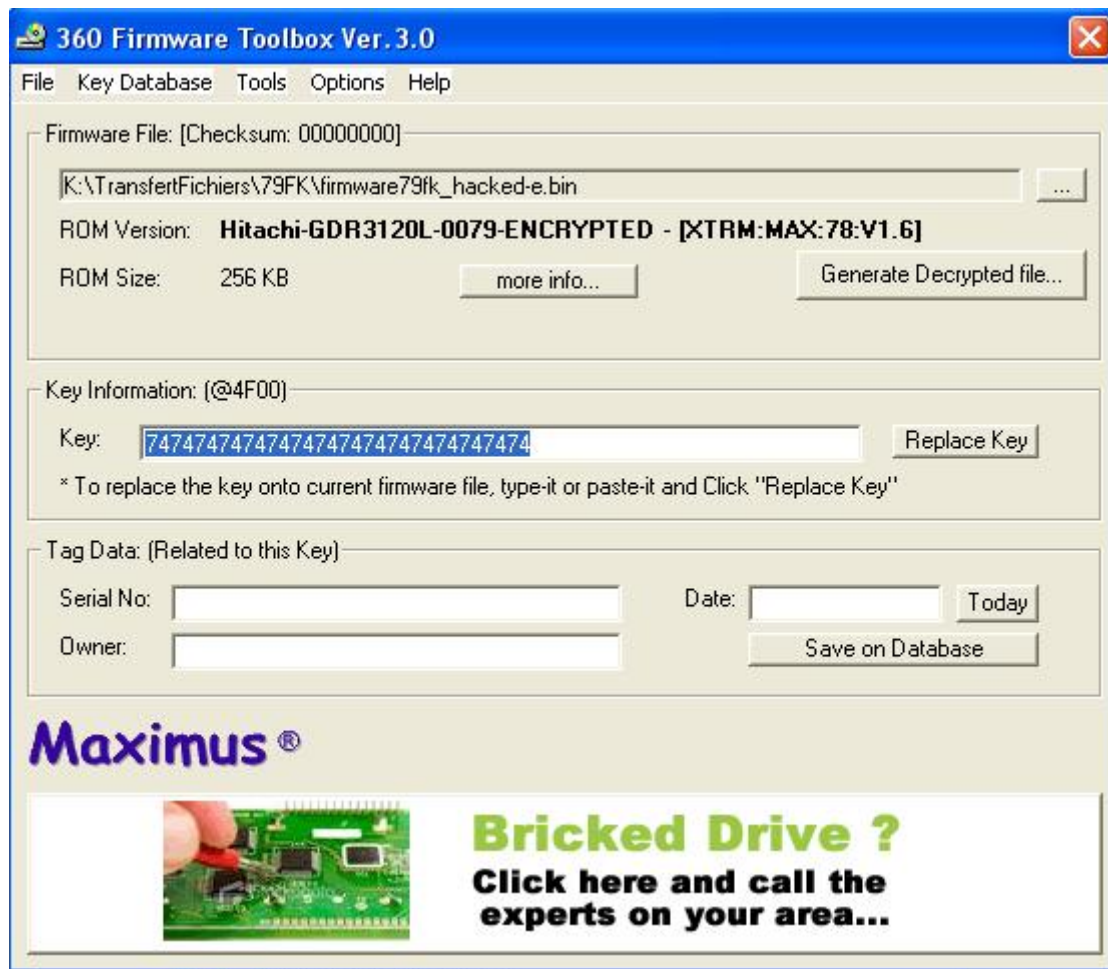 360 Firmware Toolbox Ver.3.0
File Key Database Tools Options Help
Firmware File: [Checksum: 00000000]
K:\TransfertFichiers\79FK\firmware79fk_hacked-e.bin ...
ROM Version: Hitachi-GDR3120L-0079-ENCRYPTED - [XTRM:MAX:78:V1.6]
ROM Size: 256 KB more info... Generate Decrypted file...
Key Information: (@4F00)
Key: 74747474747474747474747474747474 Replace Key
* To replace the key onto current firmware file, type-it or paste-it and Click "Replace Key"
Tag Data: (Related to this Key)
Serial No: Date: Today
Owner: Save on Database
Maximus ®
Bricked Drive ?
Click here and call the
experts on your area...